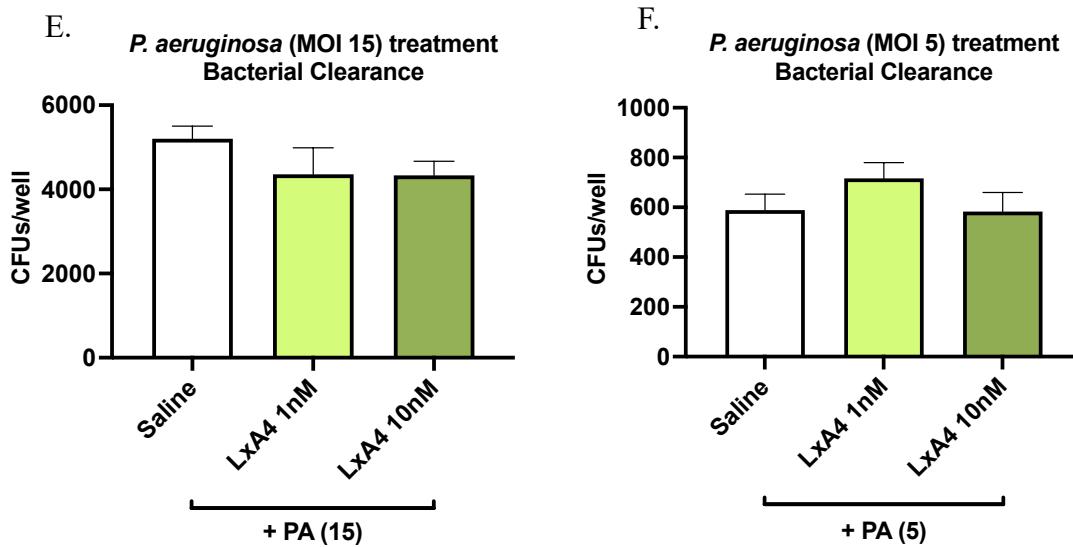 E.
P. aeruginosa (MOI 15) treatment
Bacterial Clearance
6000
4000
2000
0
CFUs/well
Saline
LxA4 1nM
LxA4 10nM
+ PA (15)
F.
P. aeruginosa (MOI 5) treatment
Bacterial Clearance
1000
800
600
400
200
0
CFUs/well
Saline
LxA4 1nM
LxA4 10nM
+ PA (5)